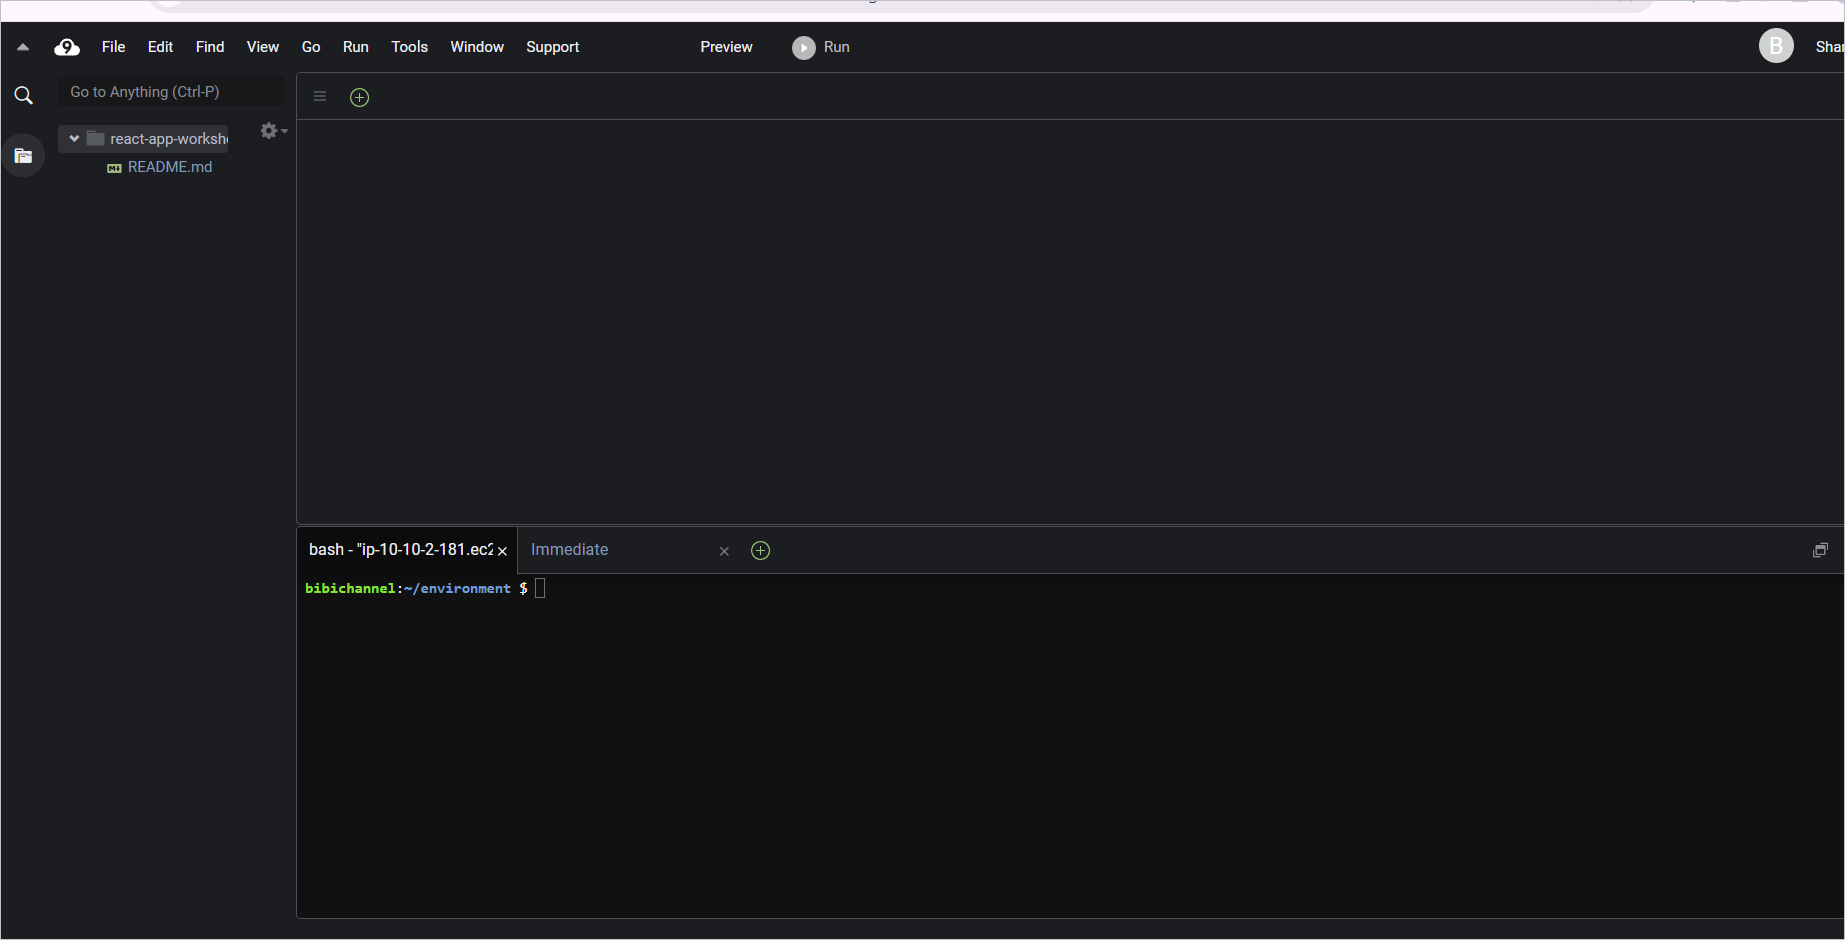 File Edit Find View Go Run Tools Window Support Preview Run B Shar
Go to Anything (Ctrl-P)
react-app-worksho
README.md
bash - "ip-10-10-2-181.ec2 Immediate
bibichannel:~/environment $